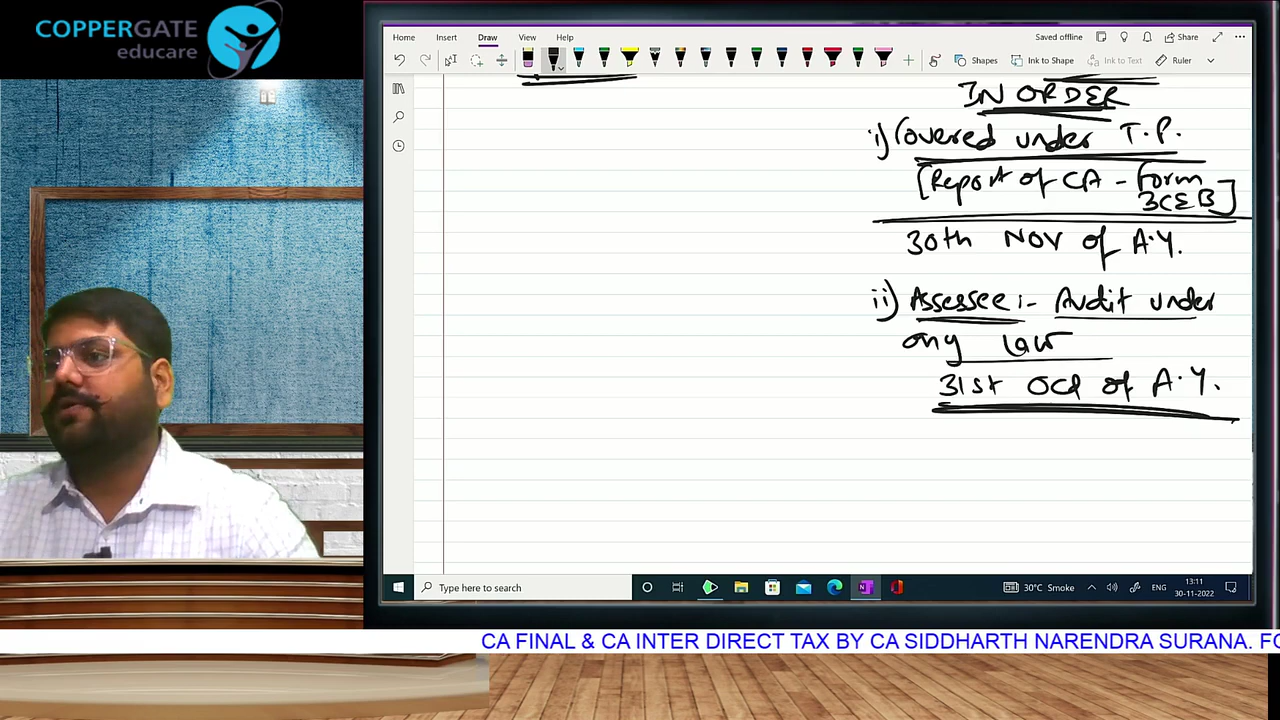 COPPERGATE
educare
Home Insert Draw View Help
Saved offline
Share
Shapes
Ink to Shape
Ink to Text
Ruler
IN ORDER
i) Covered under T.P.
[Report of CA - Form
3CEB]
30th NOV of A.Y.
ii) Assessee :- Audit under
any law
31st OCT of A.Y.
Type here to search
30°C Smoke
ENG
13:11
30-11-2022
CA FINAL & CA INTER DIRECT TAX BY CA SIDDHARTH NARENDRA SURANA. FO